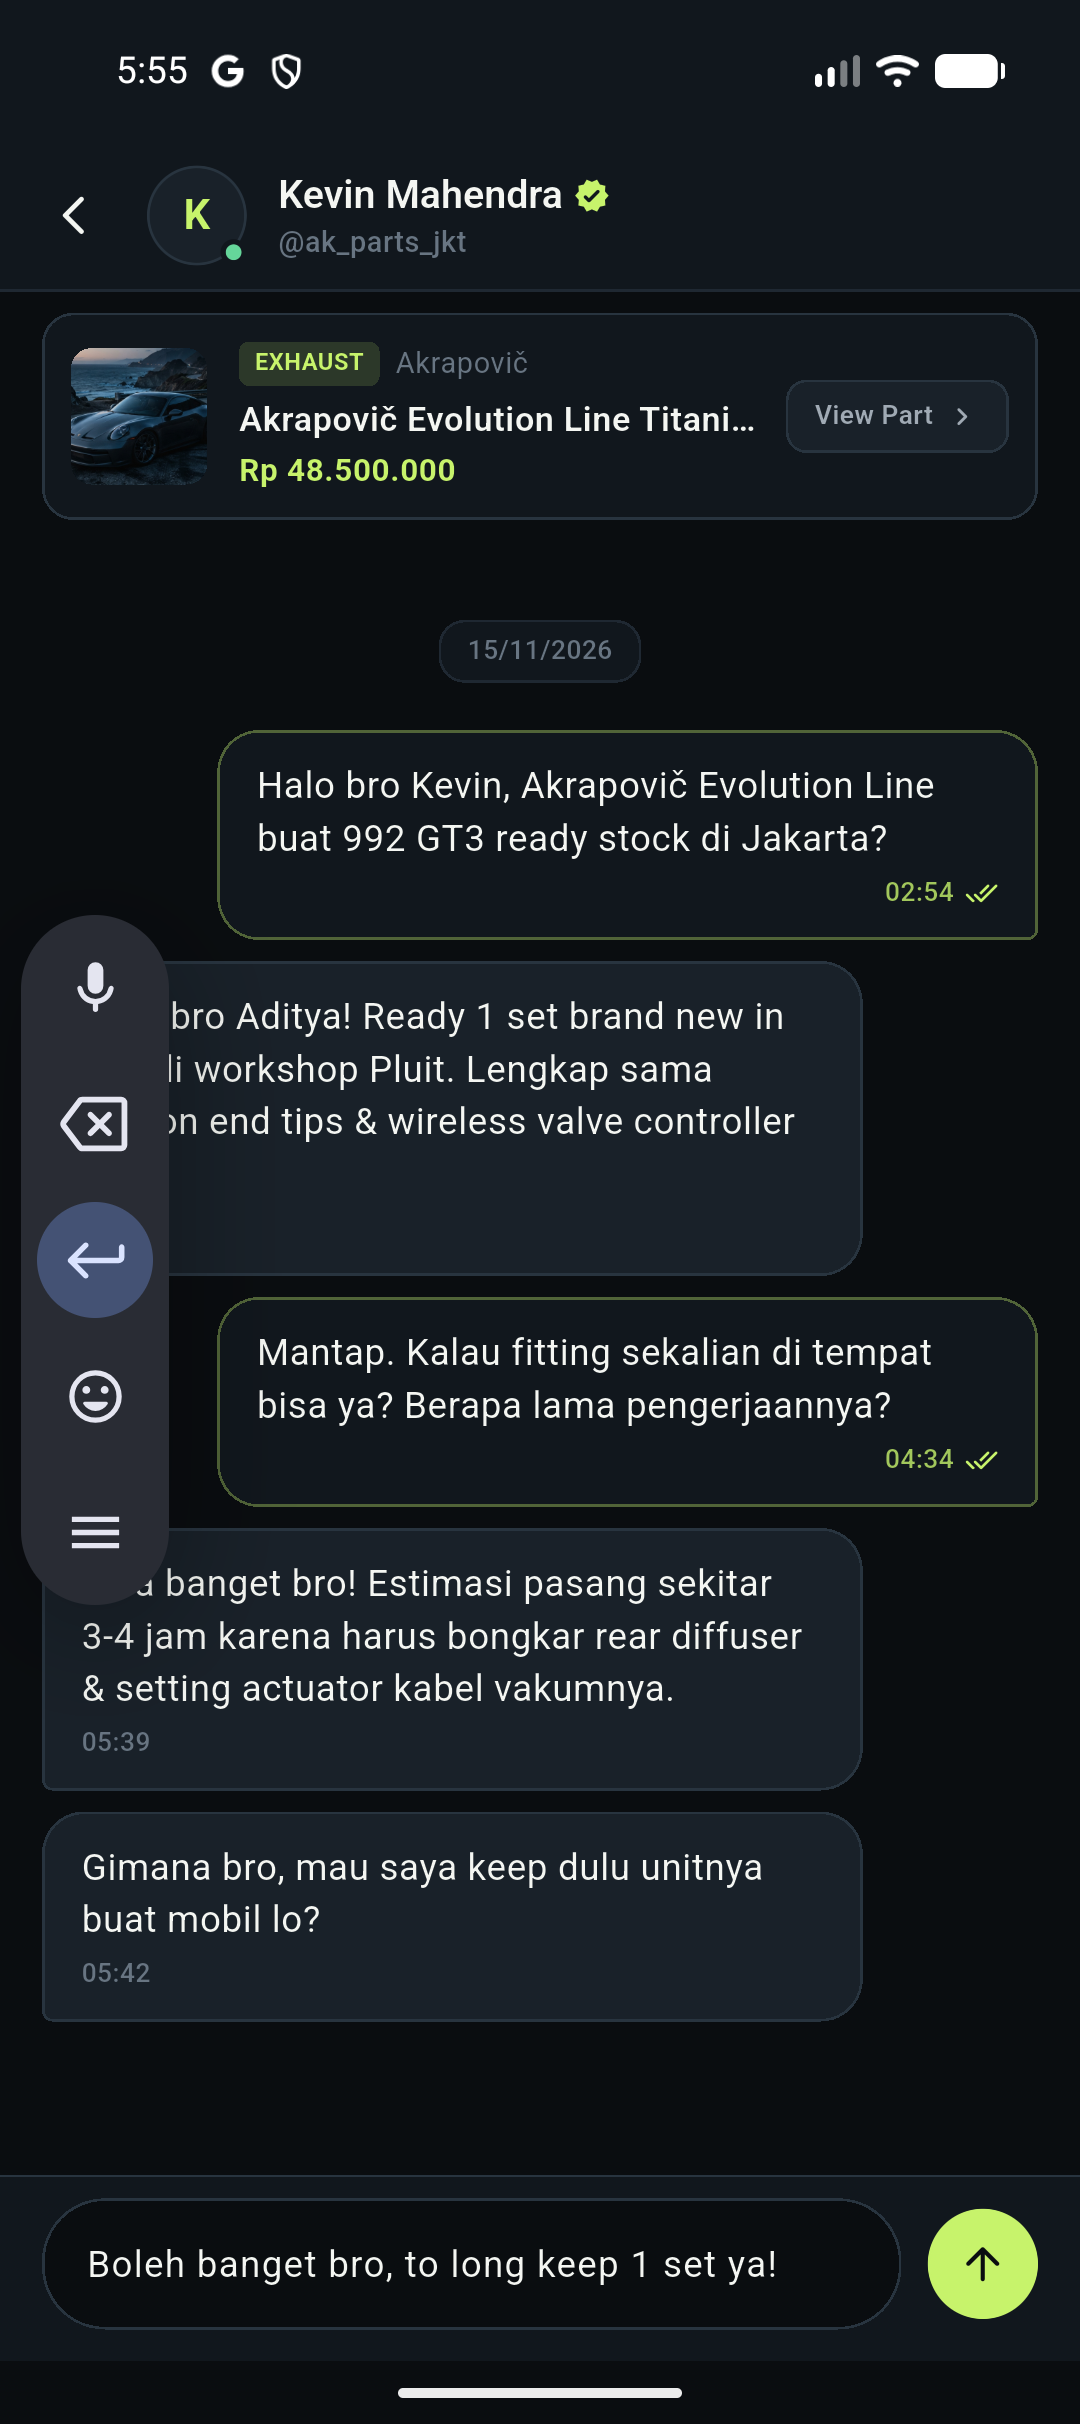 5:55
Kevin Mahendra
K
@ak_parts_jkt
EXHAUST Akrapovič
Akrapovič Evolution Line Titani...
Rp 48.500.000
View Part
15/11/2026
Halo bro Kevin, Akrapovič Evolution Line
buat 992 GT3 ready stock di Jakarta?
02:54
bro Aditya! Ready 1 set brand new in
workshop Pluit. Lengkap sama
end tips & wireless valve controller
Mantap. Kalau fitting sekalian di tempat
bisa ya? Berapa lama pengerjaannya?
04:34
banget bro! Estimasi pasang sekitar
3-4 jam karena harus bongkar rear diffuser
& setting actuator kabel vakumnya.
05:39
Gimana bro, mau saya keep dulu unitnya
buat mobil lo?
05:42
Boleh banget bro, to long keep 1 set ya!